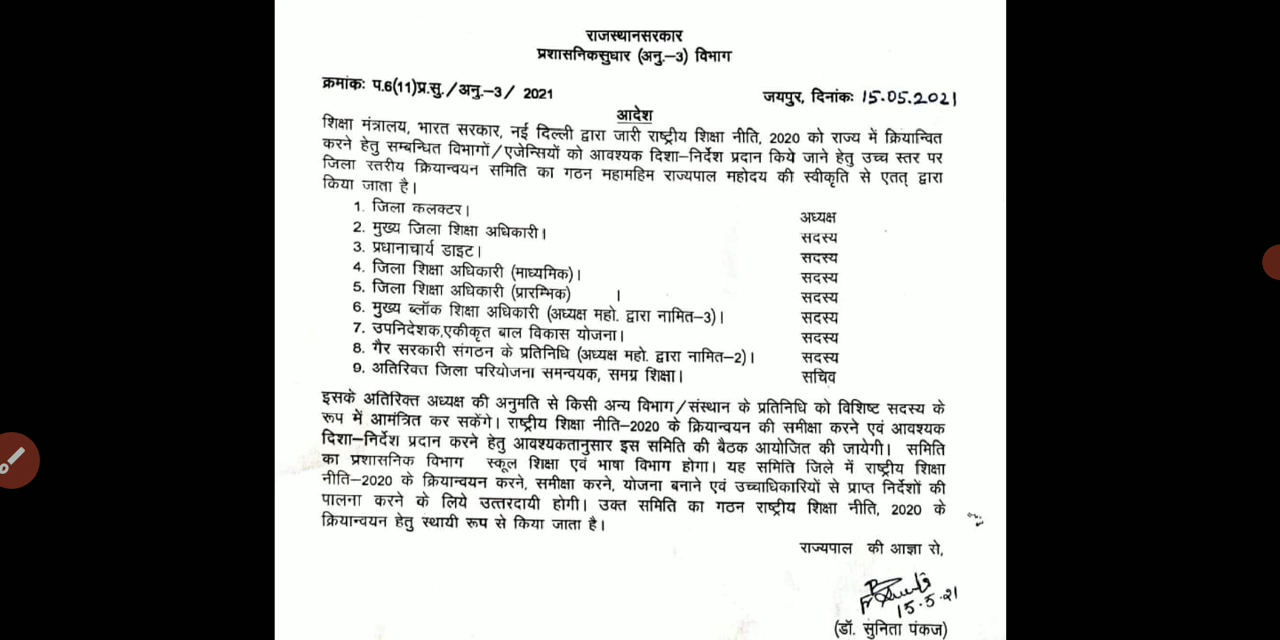 राजस्थानसरकार
प्रशासनिकसुधार (अनु.–3) विभाग
क्रमांकः प.6(11)प्र.सु./अनु.–3/ 2021
जयपुर, दिनांकः 15.05.2021
आदेश
शिक्षा मंत्रालय, भारत सरकार, नई दिल्ली द्वारा जारी राष्ट्रीय शिक्षा नीति, 2020 को राज्य में क्रियान्वित
करने हेतु सम्बन्धित विभागों/एजेन्सियों को आवश्यक दिशा–निर्देश प्रदान किये जाने हेतु उच्च स्तर पर
जिला स्तरीय क्रियान्वयन समिति का गठन महामहिम राज्यपाल महोदय की स्वीकृति से एतत् द्वारा
किया जाता है।
1. जिला कलक्टर। अध्यक्ष
2. मुख्य जिला शिक्षा अधिकारी। सदस्य
3. प्रधानाचार्य डाइट। सदस्य
4. जिला शिक्षा अधिकारी (माध्यमिक)। सदस्य
5. जिला शिक्षा अधिकारी (प्रारम्भिक) । सदस्य
6. मुख्य ब्लॉक शिक्षा अधिकारी (अध्यक्ष महो. द्वारा नामित–3)। सदस्य
7. उपनिदेशक,एकीकृत बाल विकास योजना। सदस्य
8. गैर सरकारी संगठन के प्रतिनिधि (अध्यक्ष महो. द्वारा नामित–2)। सदस्य
9. अतिरिक्त जिला परियोजना समन्वयक, समग्र शिक्षा। सचिव
इसके अतिरिक्त अध्यक्ष की अनुमति से किसी अन्य विभाग/संस्थान के प्रतिनिधि को विशिष्ट सदस्य के
रूप में आमंत्रित कर सकेंगे। राष्ट्रीय शिक्षा नीति–2020 के क्रियान्वयन की समीक्षा करने एवं आवश्यक
दिशा–निर्देश प्रदान करने हेतु आवश्यकतानुसार इस समिति की बैठक आयोजित की जायेगी। समिति
का प्रशासनिक विभाग स्कूल शिक्षा एवं भाषा विभाग होगा। यह समिति जिले में राष्ट्रीय शिक्षा
नीति–2020 के क्रियान्वयन करने, समीक्षा करने, योजना बनाने एवं उच्चाधिकारियों से प्राप्त निर्देशों की
पालना करने के लिये उत्तरदायी होगी। उक्त समिति का गठन राष्ट्रीय शिक्षा नीति, 2020 के
क्रियान्वयन हेतु स्थायी रूप से किया जाता है।
राज्यपाल की आज्ञा से,
15.5.21
(डॉ. सुनिता पंकज)